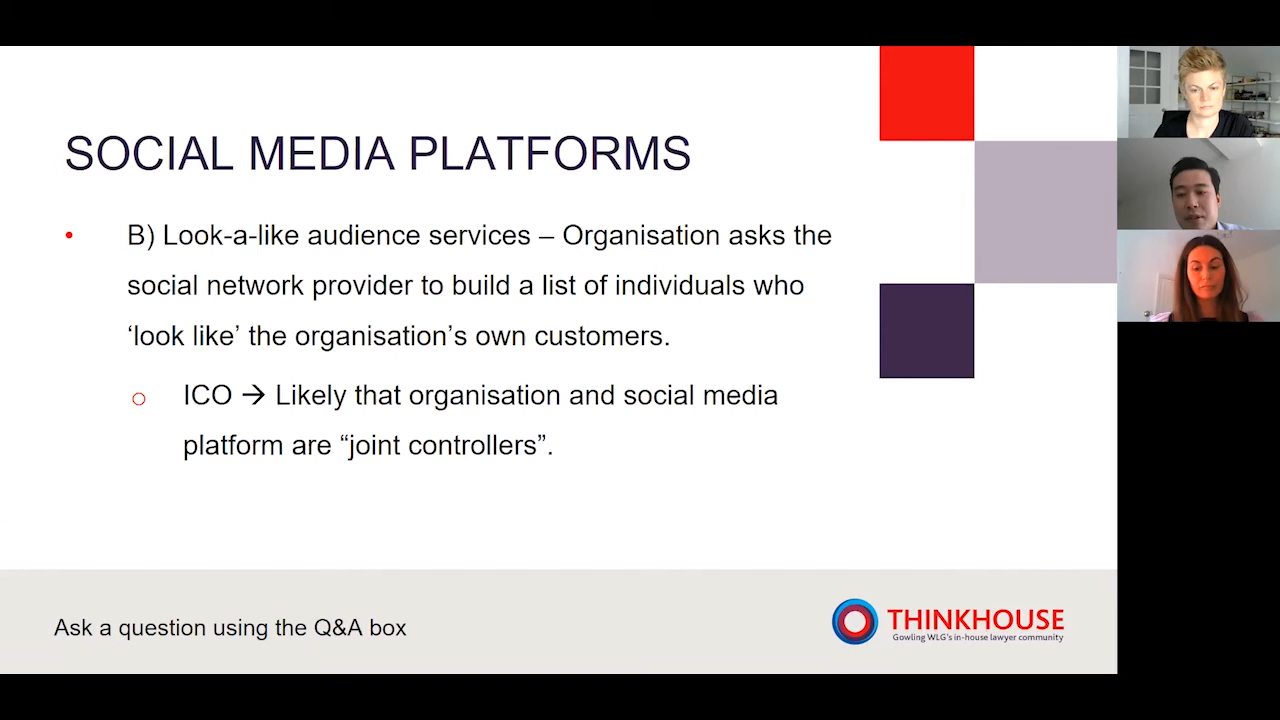 SOCIAL MEDIA PLATFORMS
• B) Look-a-like audience services – Organisation asks the
social network provider to build a list of individuals who
‘look like’ the organisation’s own customers.
○ ICO → Likely that organisation and social media
platform are “joint controllers”.
Ask a question using the Q&A box
THINKHOUSE
Gowling WLG's in-house lawyer community